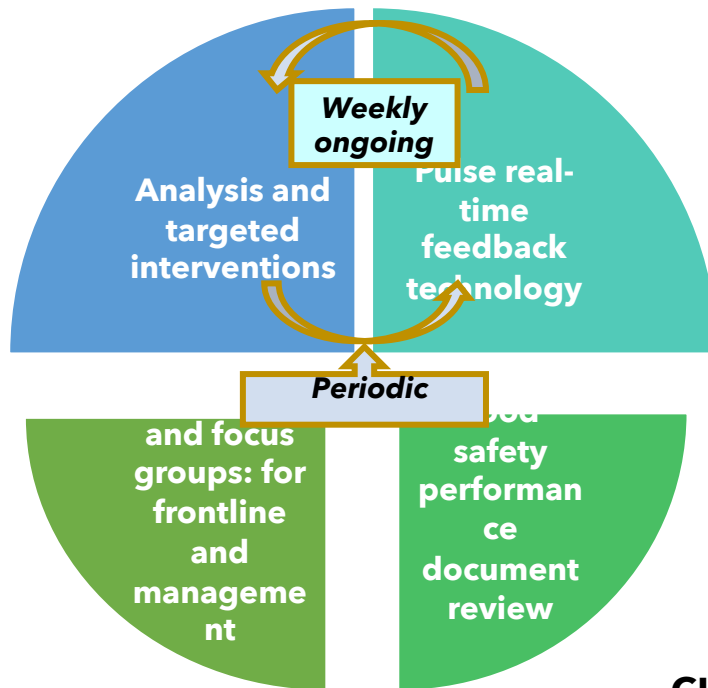 Weekly
ongoing
Analysis and
targeted
interventions
Pulse real-
time
feedback
technology
Periodic
and focus
groups: for
frontline
and
manageme
nt
safety
performan
ce
document
review